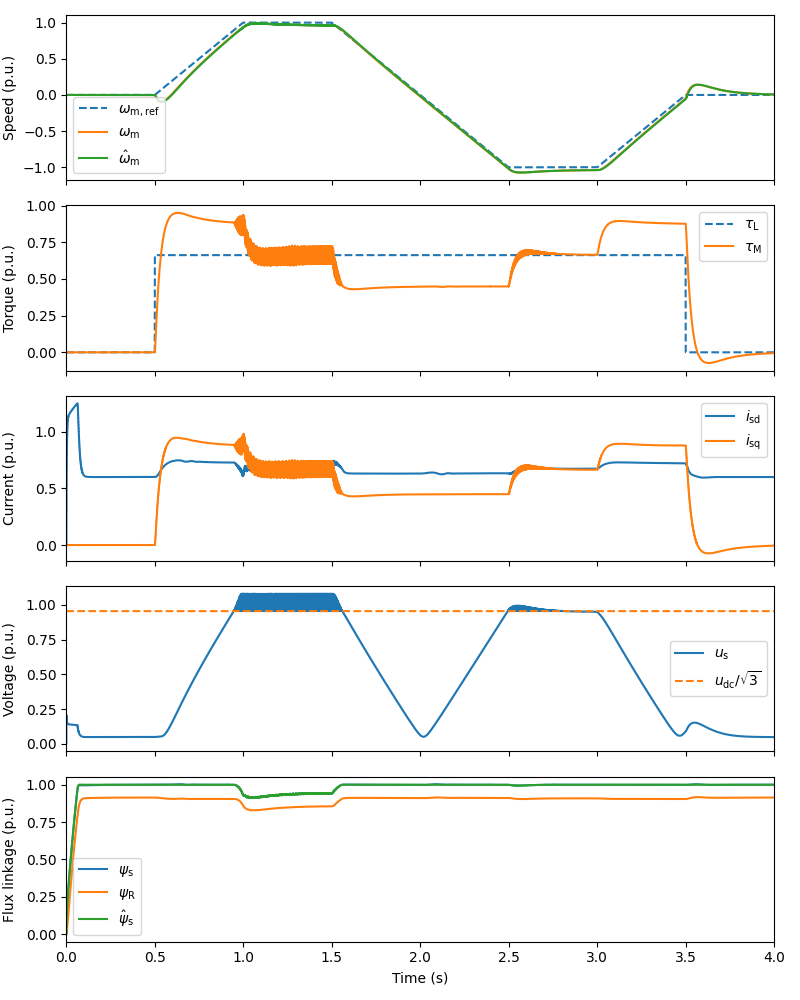 1.0
0.5
0.0
−0.5
−1.0
Speed (p.u.)
ω_m, ref
ω_m
ω̂_m
1.00
0.75
0.50
0.25
0.00
Torque (p.u.)
τ_L
τ_M
1.0
0.5
0.0
Current (p.u.)
i_sd
i_sq
1.00
0.75
0.50
0.25
0.00
Voltage (p.u.)
u_s
u_dc/√3
1.00
0.75
0.50
0.25
0.00
Flux linkage (p.u.)
ψ_s
ψ_R
ψ̂_s
0.0 0.5 1.0 1.5 2.0 2.5 3.0 3.5 4.0
Time (s)